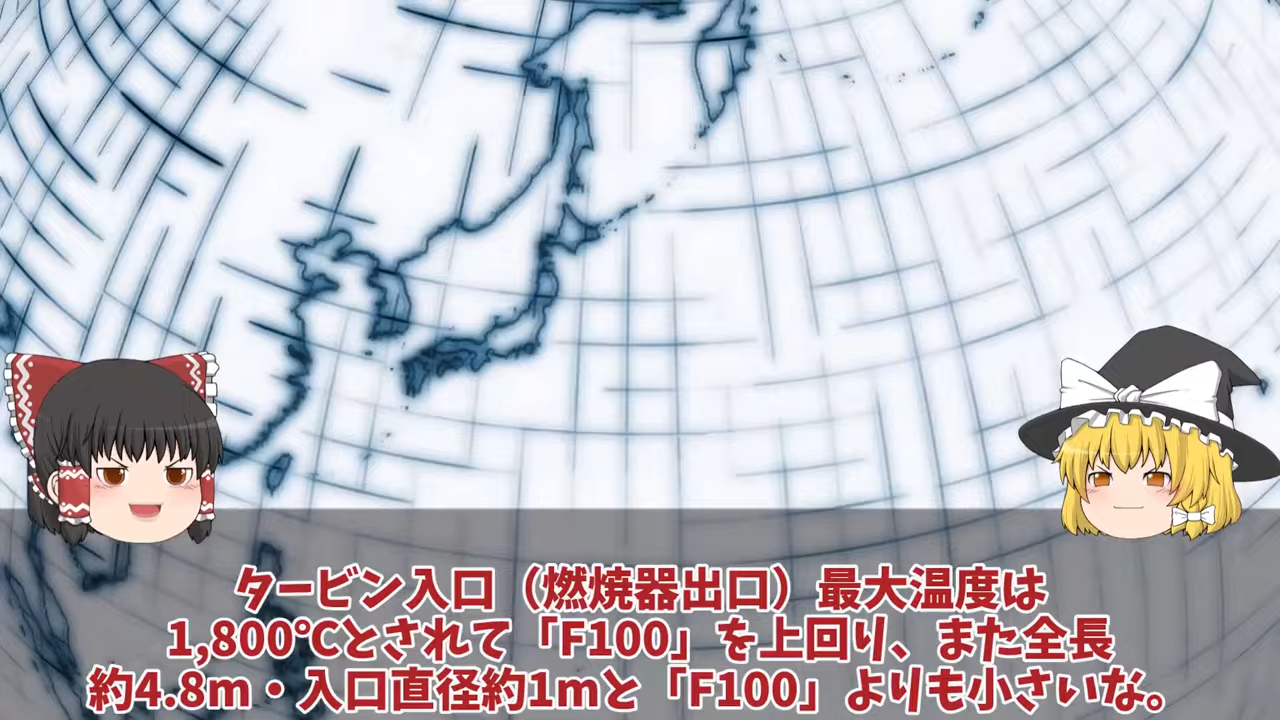 タービン入口（燃焼器出口）最大温度は
1,800℃とされて「F100」を上回り、また全長
約4.8m・入口直径約1mと「F100」よりも小さいな。